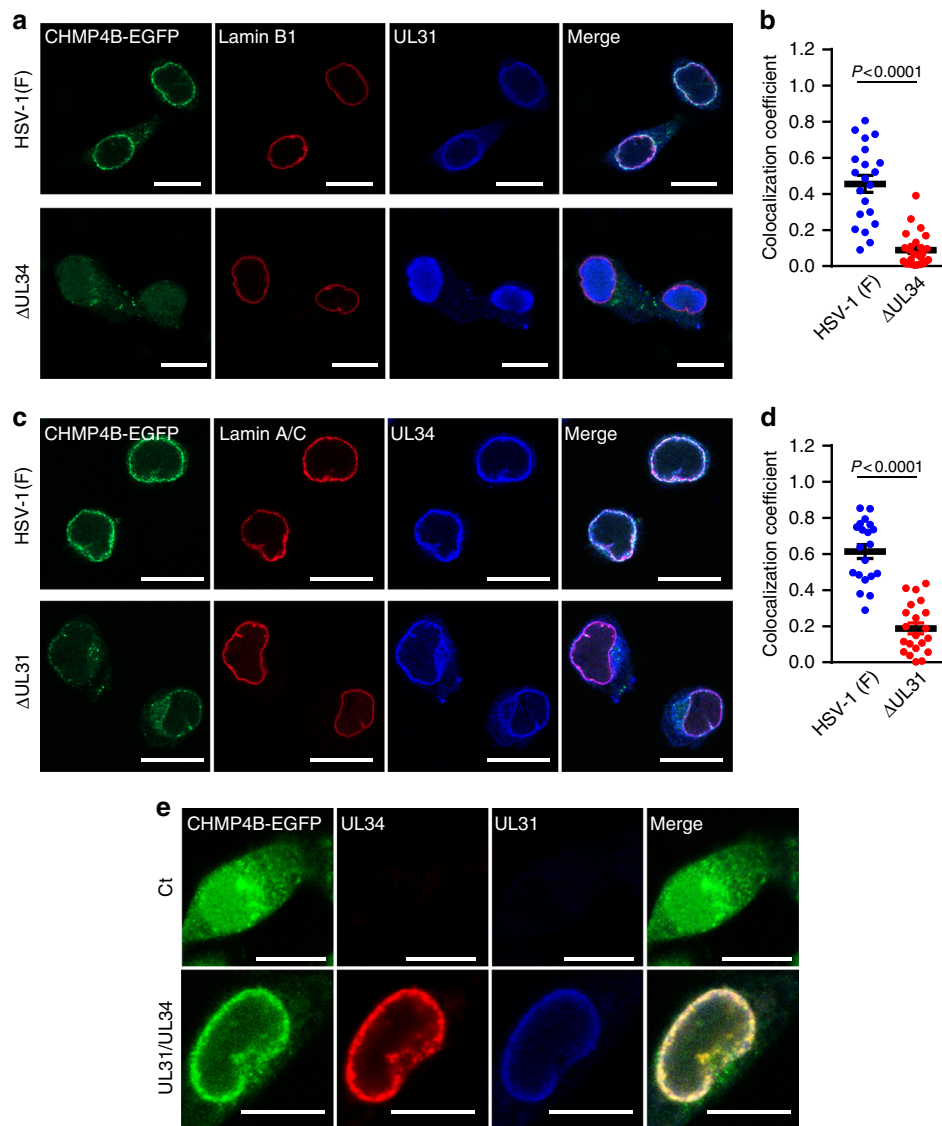 a
CHMP4B-EGFP Lamin B1 UL31 Merge
HSV-1(F)
ΔUL34
b
1.2
1.0
0.8
0.6
0.4
0.2
0.0
Colocalization coefficient
P<0.0001
HSV-1 (F)
ΔUL34
c
CHMP4B-EGFP Lamin A/C UL34 Merge
HSV-1(F)
ΔUL31
d
1.2
1.0
0.8
0.6
0.4
0.2
0.0
Colocalization coefficient
P<0.0001
HSV-1 (F)
ΔUL31
e
CHMP4B-EGFP UL34 UL31 Merge
Ct
UL31/UL34